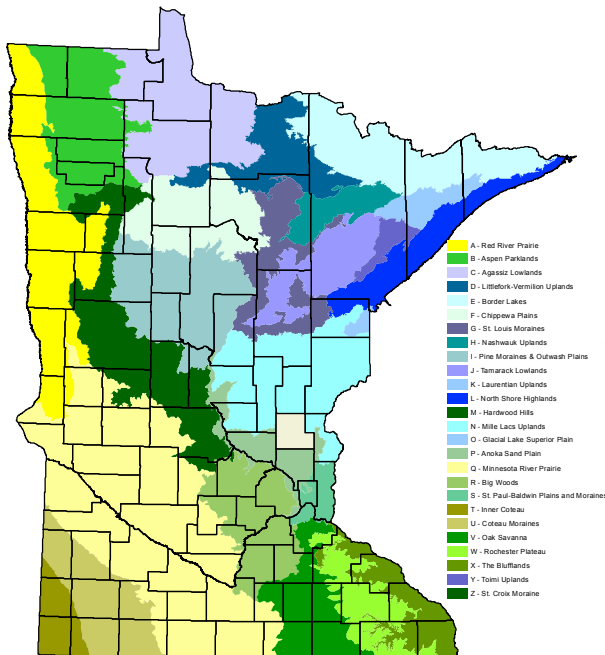 A - Red River Prairie
B - Aspen Parklands
C - Agassiz Lowlands
D - Littlefork-Vermilion Uplands
E - Border Lakes
F - Chippewa Plains
G - St. Louis Moraines
H - Nashwauk Uplands
I - Pine Moraines & Outwash Plains
J - Tamarack Lowlands
K - Laurentian Uplands
L - North Shore Highlands
M - Hardwood Hills
N - Mille Lacs Uplands
O - Glacial Lake Superior Plain
P - Anoka Sand Plain
Q - Minnesota River Prairie
R - Big Woods
S - St. Paul-Baldwin Plains and Moraines
T - Inner Coteau
U - Coteau Moraines
V - Oak Savanna
W - Rochester Plateau
X - The Blufflands
Y - Toimi Uplands
Z - St. Croix Moraine